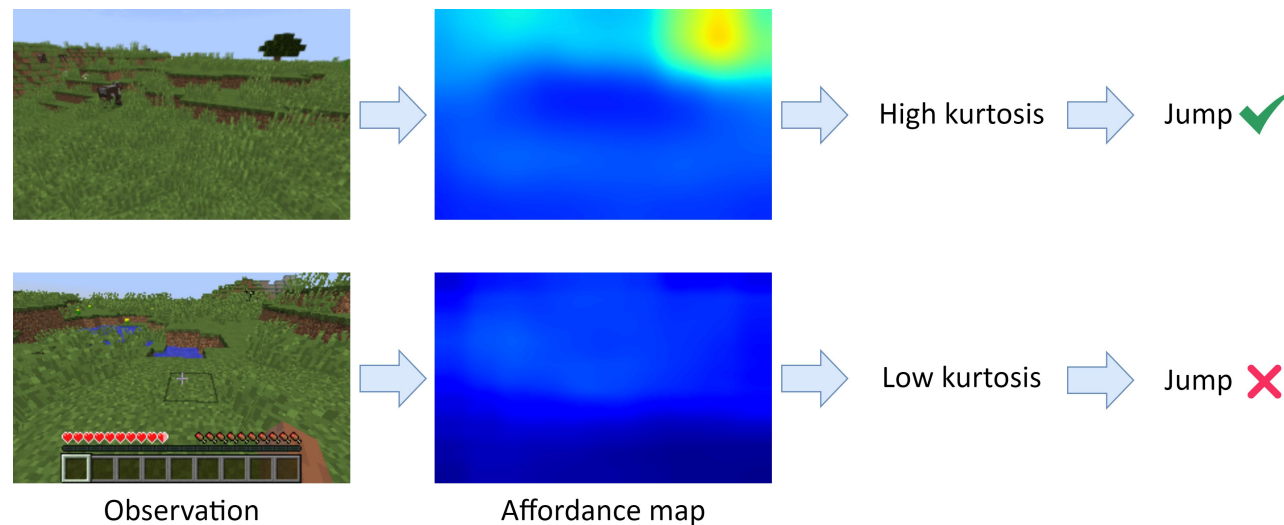 High kurtosis
Jump
Low kurtosis
Jump
Observation
Affordance map